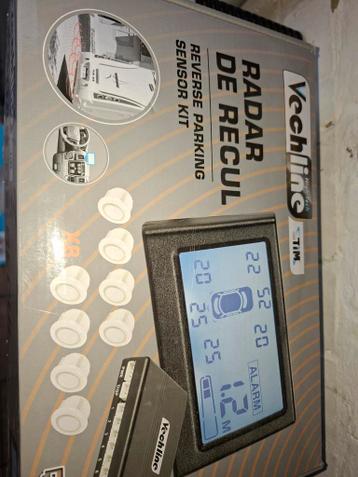 Vechline
TIM
RADAR
DE RECUL
REVERSE PARKING
SENSOR KIT
X8
22 52 20
20 25 25
ALARM
1.2 M
Vechline